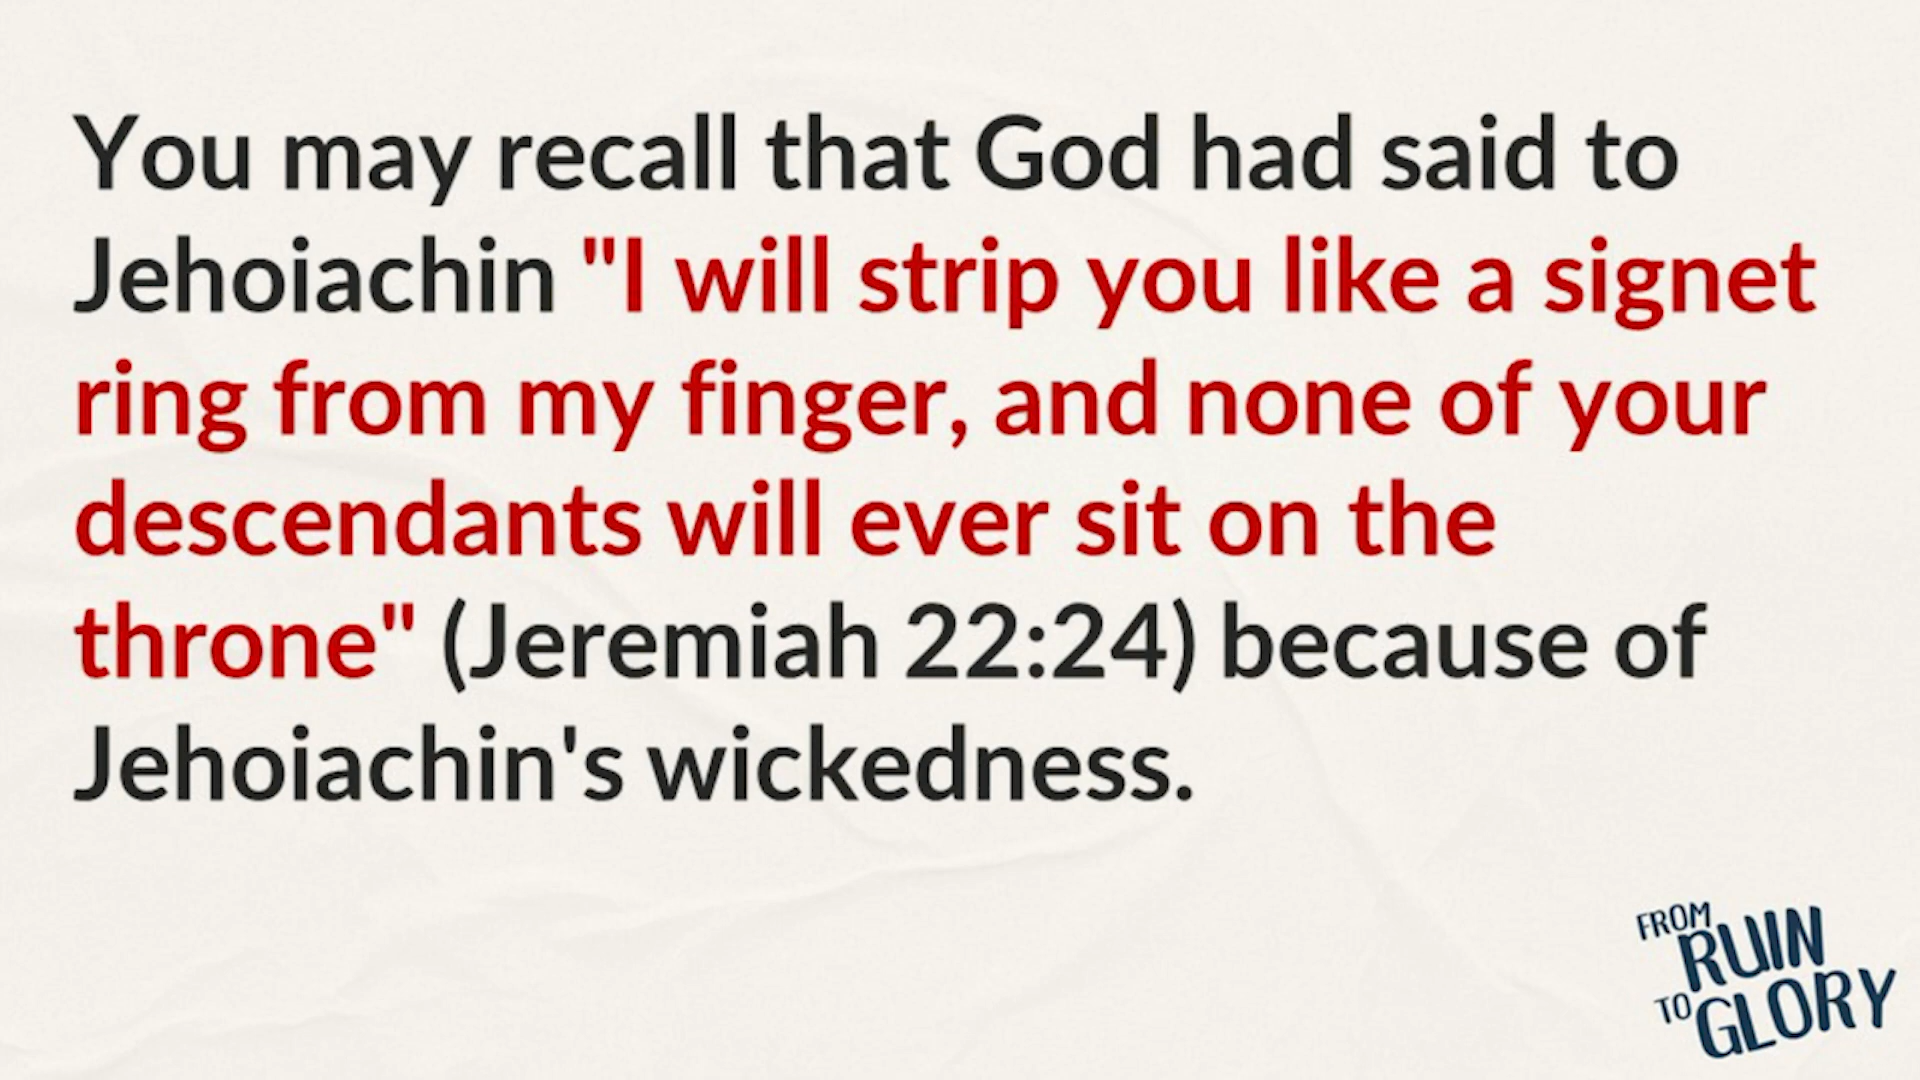 You may recall that God had said to
Jehoiachin "I will strip you like a signet
ring from my finger, and none of your
descendants will ever sit on the
throne" (Jeremiah 22:24) because of
Jehoiachin's wickedness.
FROM
RUIN
TO
GLORY